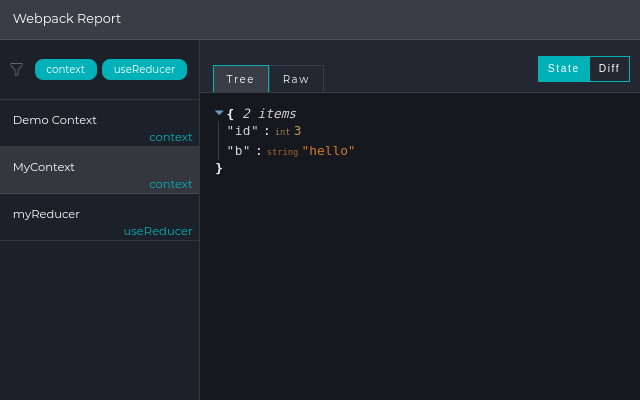 Webpack Report
context useReducer
Demo Context
context
MyContext
context
myReducer
useReducer
Tree Raw
State Diff
{ 2 items
"id" : int 3
"b" : string "hello"
}